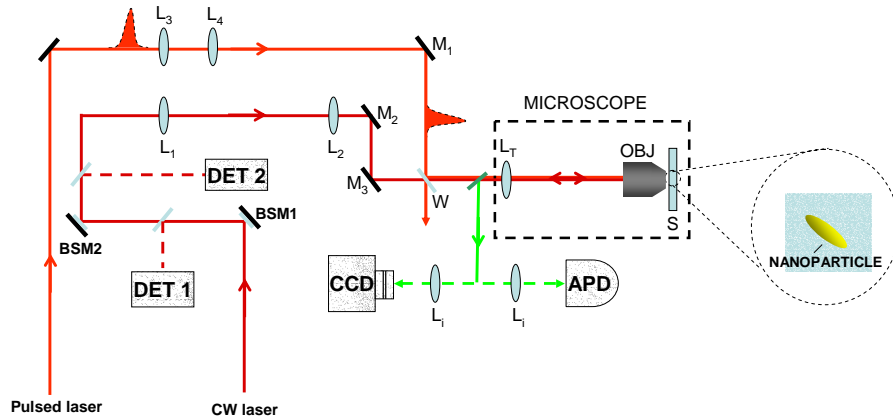 L3
L4
M1
MICROSCOPE
L1
L2
M2
LT
OBJ
DET 2
M3
W
S
BSM2
BSM1
NANOPARTICLE
DET 1
CCD
APD
Li
Li
Pulsed laser
CW laser